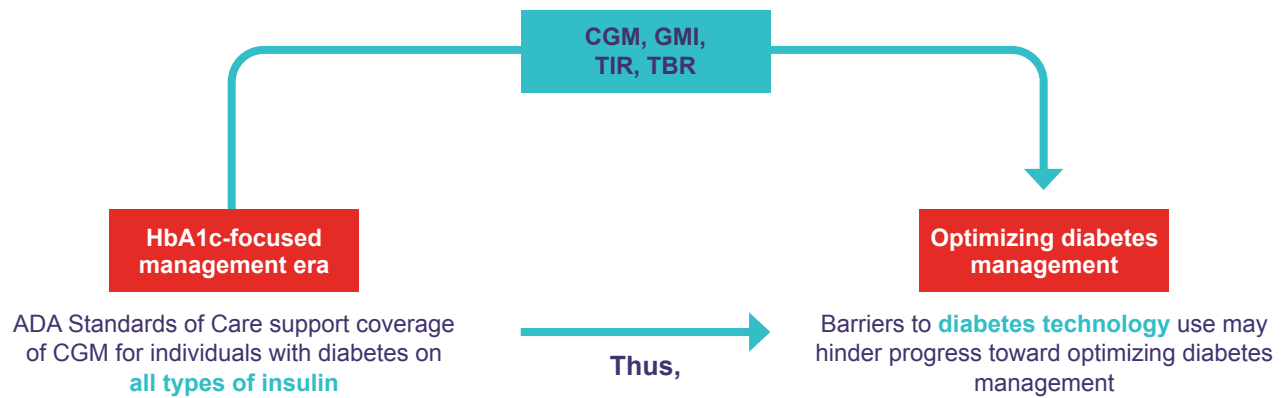 CGM, GMI,
TIR, TBR
HbA1c-focused
management era
ADA Standards of Care support coverage
of CGM for individuals with diabetes on
all types of insulin
Thus,
Optimizing diabetes
management
Barriers to diabetes technology use may
hinder progress toward optimizing diabetes
management